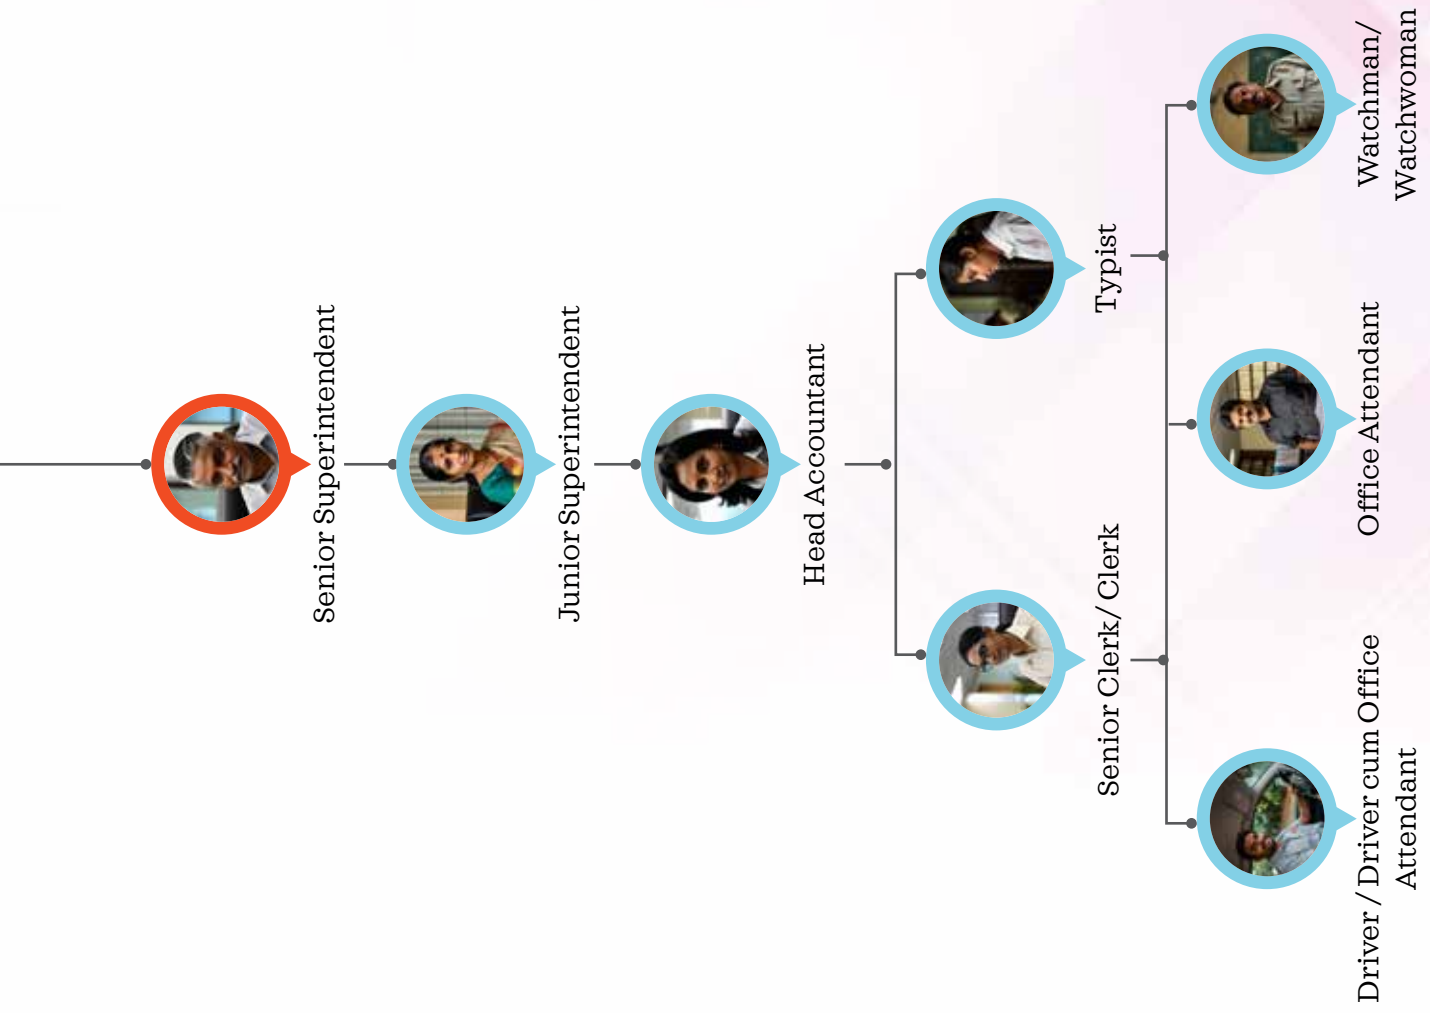 Senior Superintendent
Junior Superintendent
Head Accountant
Senior Clerk/ Clerk
Typist
Driver / Driver cum Office
Attendant
Office Attendant
Watchman/
Watchwoman